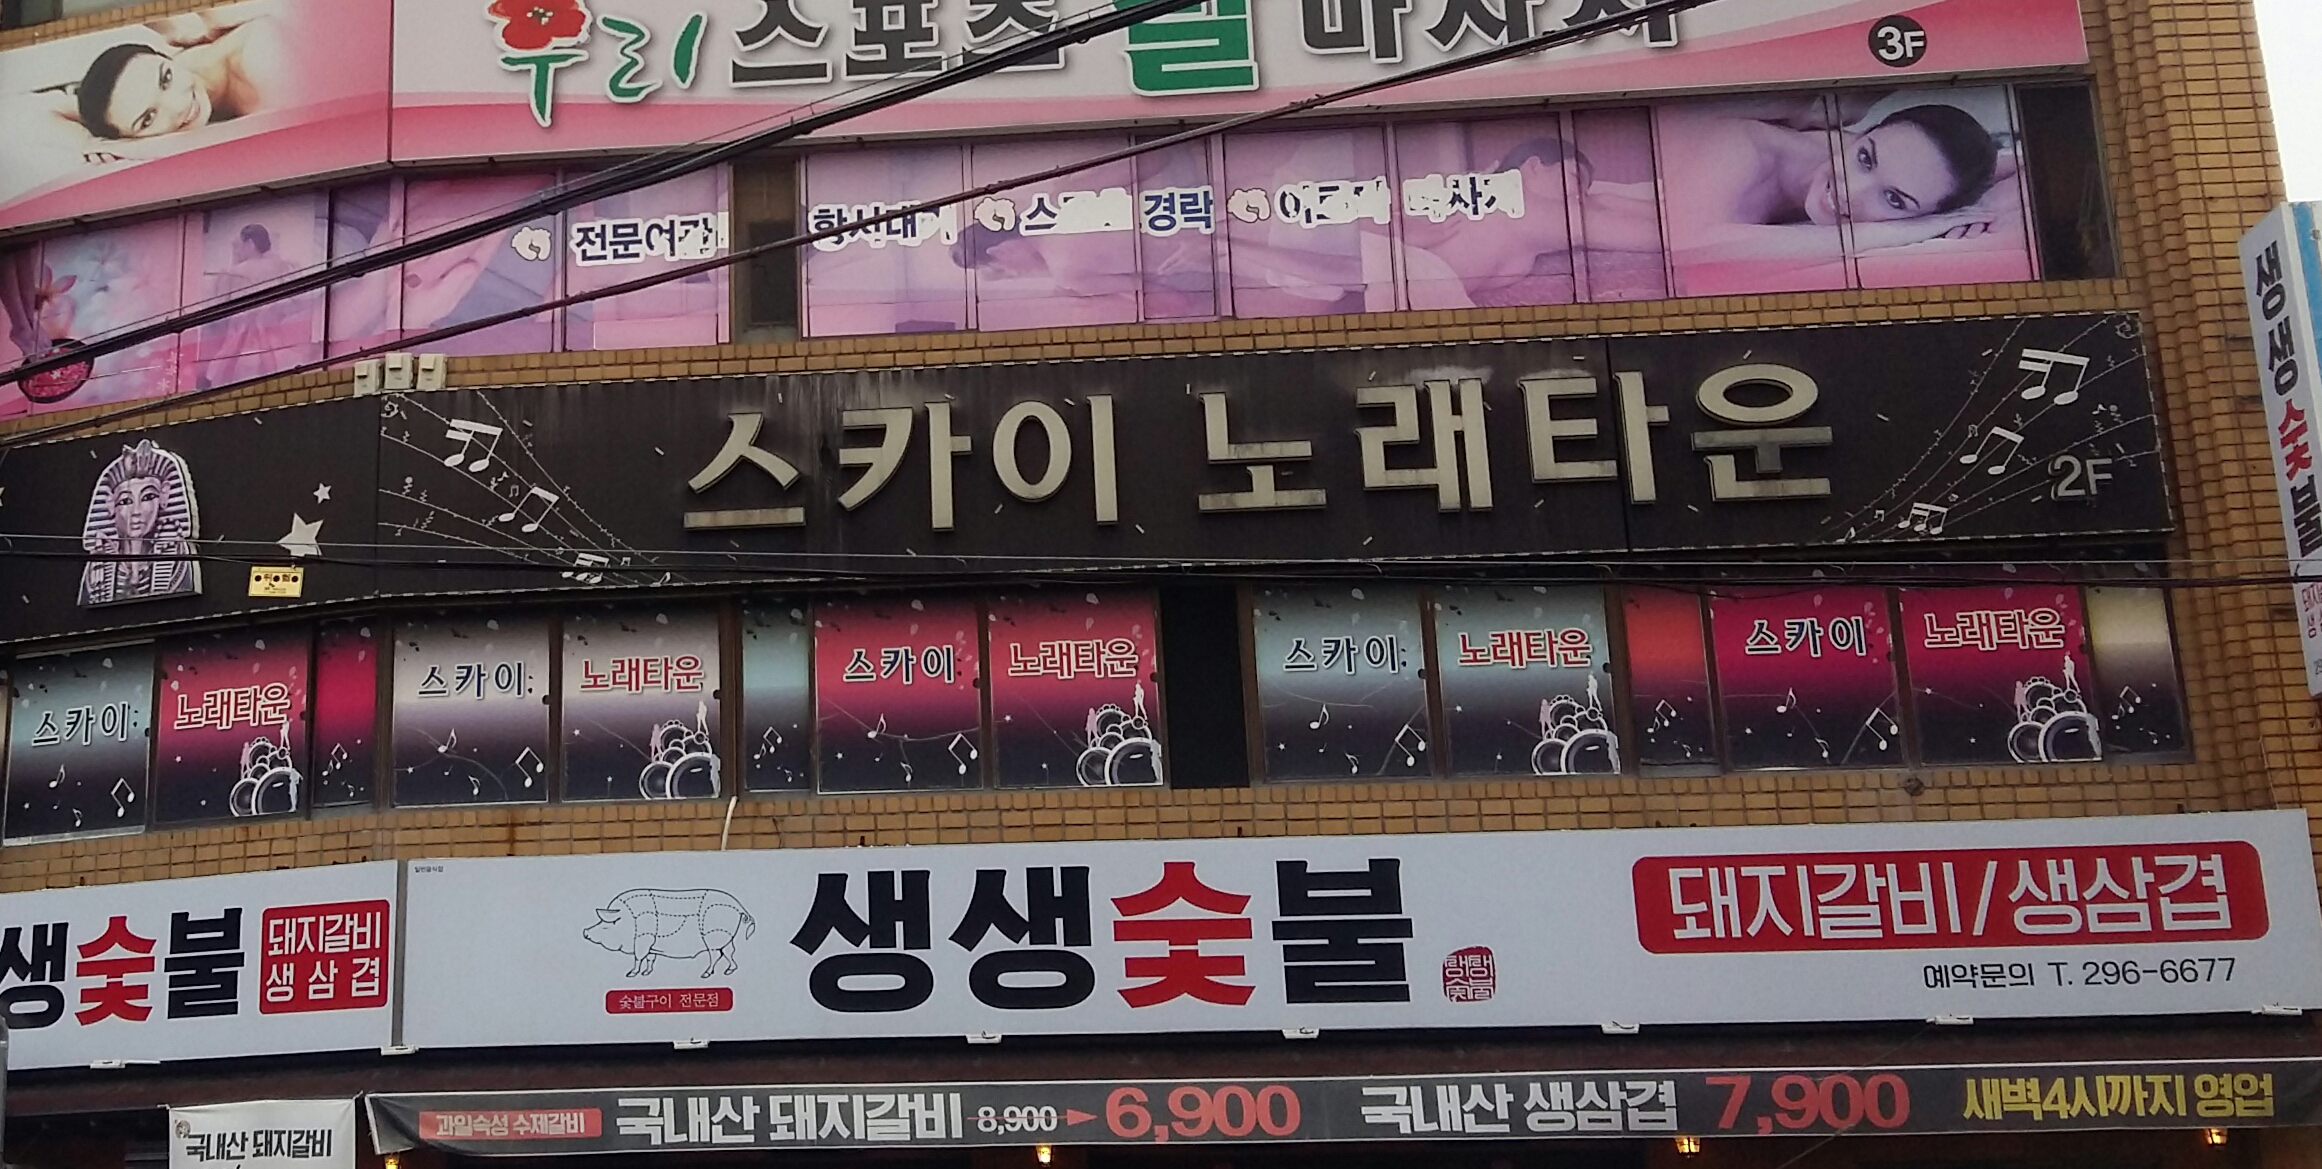 우리 스포츠 마사지
3F
전문여
경락
스카이 노래타운
2F
스카이 노래타운 스카이 노래타운 스카이 노래타운 스카이 노래타운 스카이 노래타운
생숯불
돼지갈비
생삼겹
생생숯불
숯불구이 전문점
돼지갈비/생삼겹
예약문의 T. 296-6677
과일숙성 수제갈비 국내산 돼지갈비 8,900 6,900 국내산 생삼겹 7,900 새벽4시까지 영업
국내산 돼지갈비